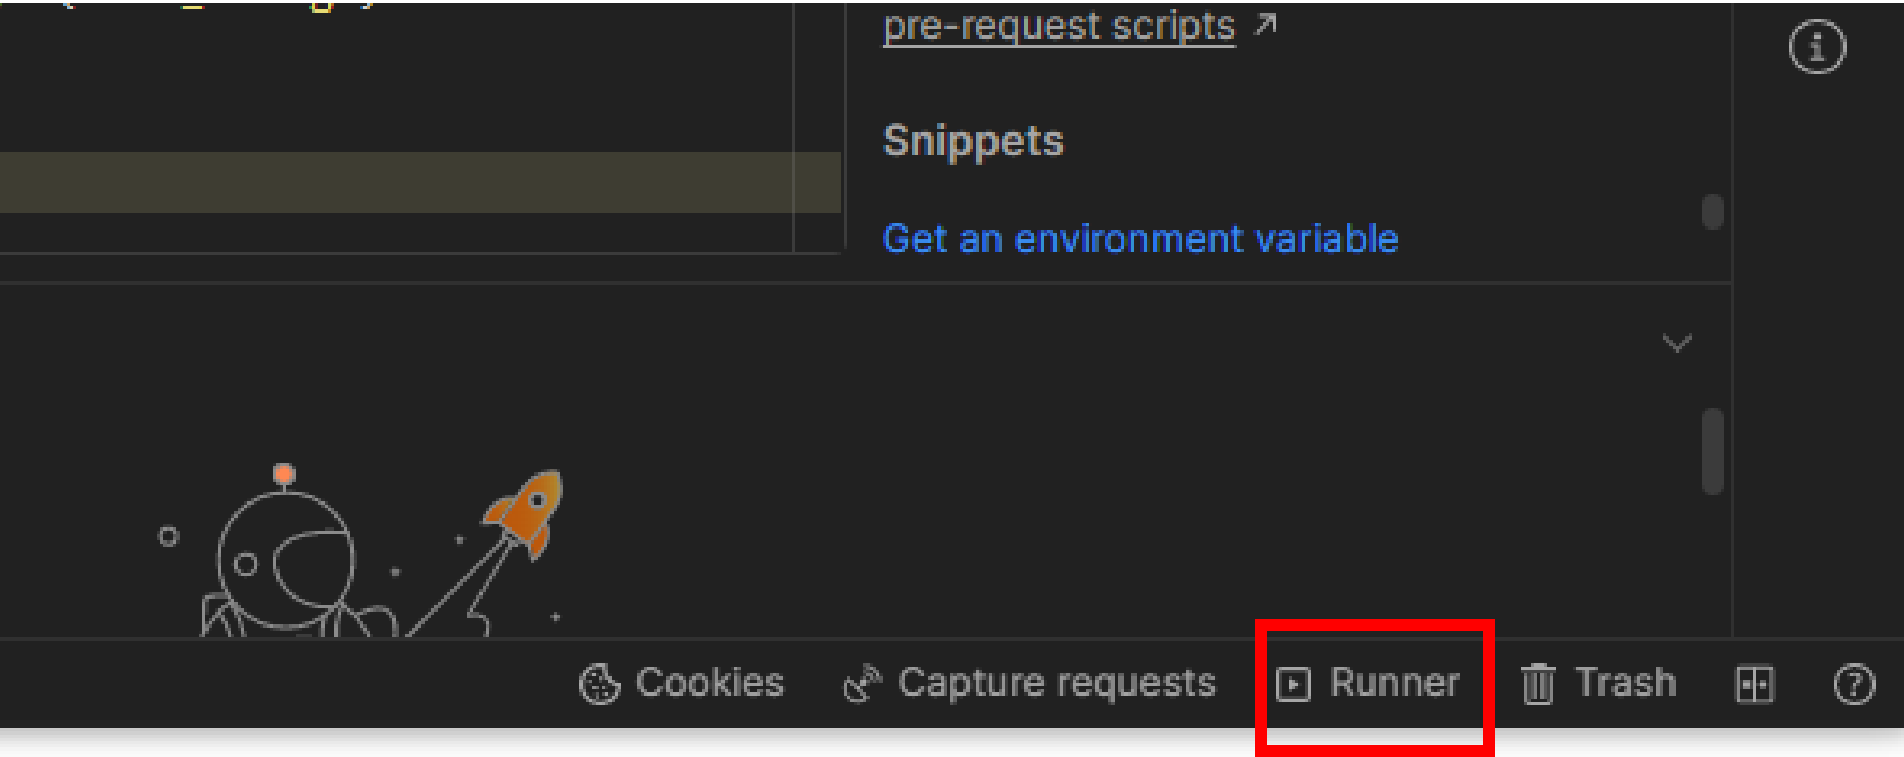 pre-request scripts
Snippets
Get an environment variable
Cookies
Capture requests
Runner
Trash